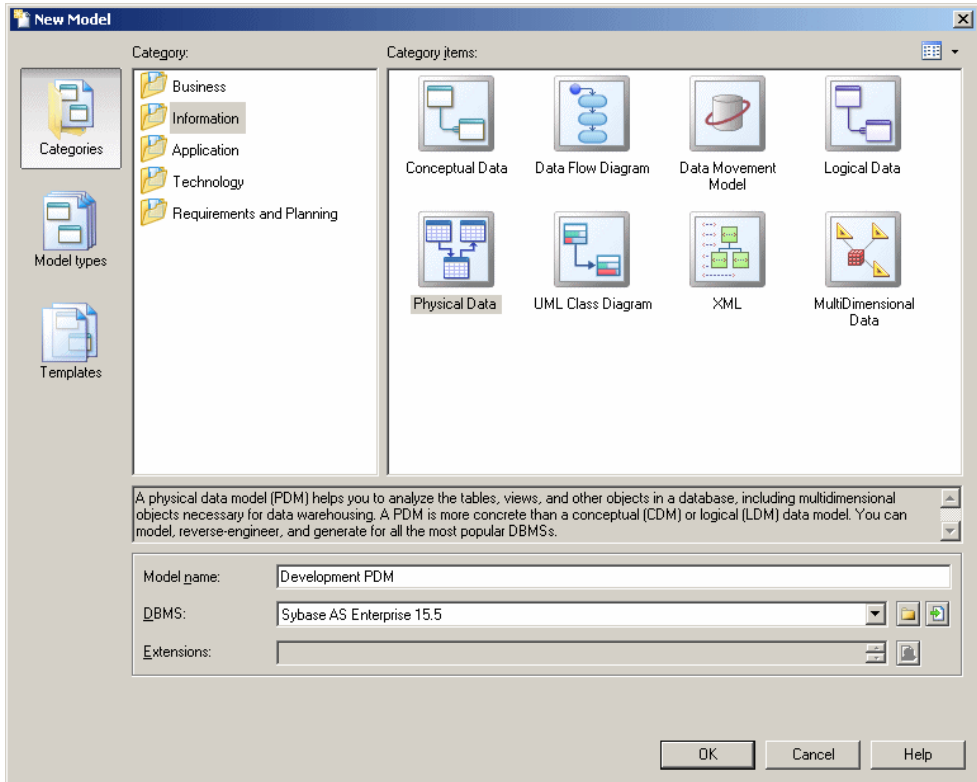 New Model
Category:
Category items:
Categories
Model types
Templates
Business
Information
Application
Technology
Requirements and Planning
Conceptual Data
Data Flow Diagram
Data Movement
Model
Logical Data
Physical Data
UML Class Diagram
XML
MultiDimensional
Data
A physical data model (PDM) helps you to analyze the tables, views, and other objects in a database, including multidimensional
objects necessary for data warehousing. A PDM is more concrete than a conceptual (CDM) or logical (LDM) data model. You can
model, reverse-engineer, and generate for all the most popular DBMSs.
Model name:
Development PDM
DBMS:
Sybase AS Enterprise 15.5
Extensions:
OK
Cancel
Help